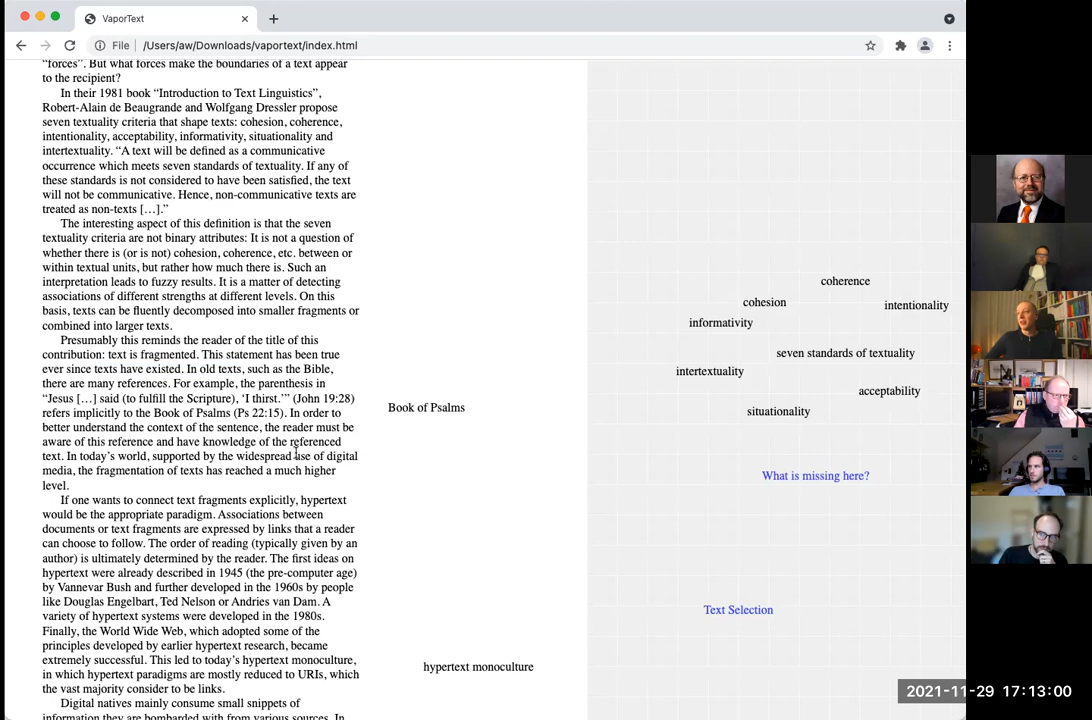 VaporText
File
/Users/aw/Downloads/vaportext/index.html
“forces”. But what forces make the boundaries of a text appear
to the recipient?
In their 1981 book “Introduction to Text Linguistics”,
Robert-Alain de Beaugrande and Wolfgang Dressler propose
seven textuality criteria that shape texts: cohesion, coherence,
intentionality, acceptability, informativity, situationality and
intertextuality. “A text will be defined as a communicative
occurrence which meets seven standards of textuality. If any of
these standards is not considered to have been satisfied, the text
will not be communicative. Hence, non-communicative texts are
treated as non-texts […].”
The interesting aspect of this definition is that the seven
textuality criteria are not binary attributes: It is not a question of
whether there is (or is not) cohesion, coherence, etc. between or
within textual units, but rather how much there is. Such an
interpretation leads to fuzzy results. It is a matter of detecting
associations of different strengths at different levels. On this
basis, texts can be fluently decomposed into smaller fragments or
combined into larger texts.
Presumably this reminds the reader of the title of this
contribution: text is fragmented. This statement has been true
ever since texts have existed. In old texts, such as the Bible,
there are many references. For example, the parenthesis in
“Jesus […] said (to fulfill the Scripture), ‘I thirst.’” (John 19:28)
refers implicitly to the Book of Psalms (Ps 22:15). In order to
better understand the context of the sentence, the reader must be
aware of this reference and have knowledge of the referenced
text. In today’s world, supported by the widespread use of digital
media, the fragmentation of texts has reached a much higher
level.
If one wants to connect text fragments explicitly, hypertext
would be the appropriate paradigm. Associations between
documents or text fragments are expressed by links that a reader
can choose to follow. The order of reading (typically given by an
author) is ultimately determined by the reader. The first ideas on
hypertext were already described in 1945 (the pre-computer age)
by Vannevar Bush and further developed in the 1960s by people
like Douglas Engelbart, Ted Nelson or Andries van Dam. A
variety of hypertext systems were developed in the 1980s.
Finally, the World Wide Web, which adopted some of the
principles developed by earlier hypertext research, became
extremely successful. This led to today’s hypertext monoculture,
in which hypertext paradigms are mostly reduced to URIs, which
the vast majority consider to be links.
Digital natives mainly consume small snippets of
information they are bombarded with from various sources. In
Book of Psalms
hypertext monoculture
coherence
cohesion
intentionality
informativity
seven standards of textuality
intertextuality
acceptability
situationality
What is missing here?
Text Selection
2021-11-29 17:13:00